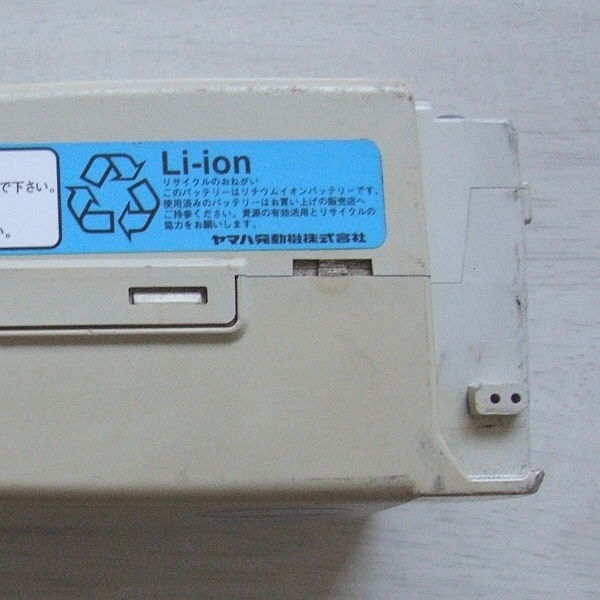 で下さい。
い。
Li-ion
リサイクルのおねがい
このバッテリーはリチウムイオンバッテリーです。
使用済みのバッテリーはお買い上げの販売店へ
ご持参ください。資源の有効活用とリサイクルの
協力をお願いします。
ヤマハ発動機株式会社